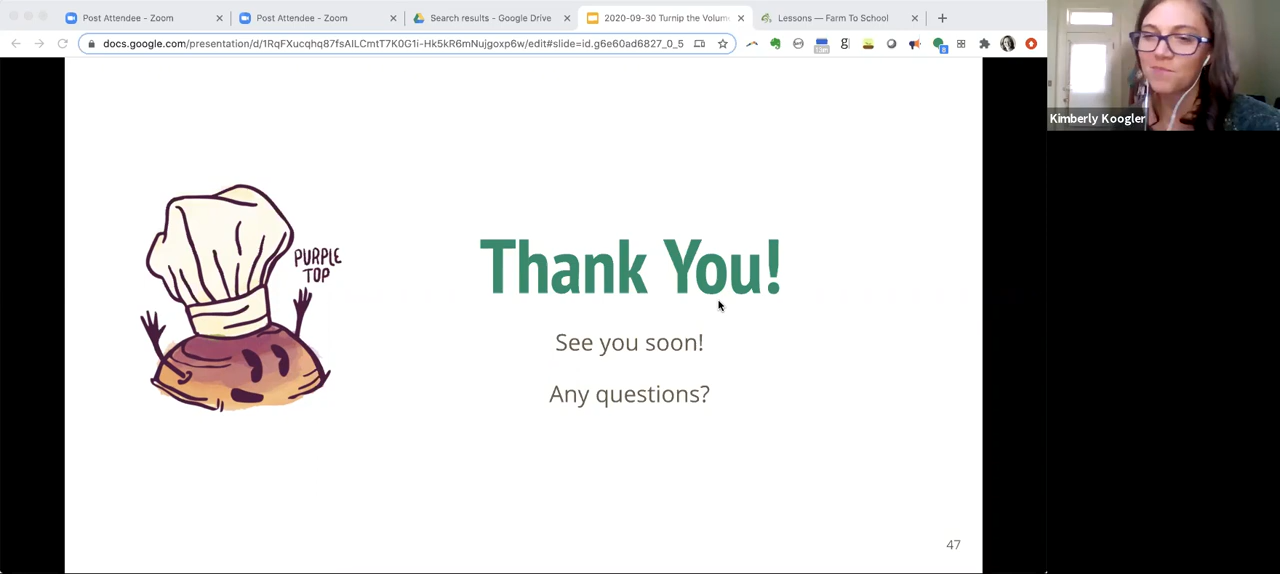 Post Attendee - Zoom
Post Attendee - Zoom
Search results - Google Drive
2020-09-30 Turnip the Volum
Lessons — Farm To School
docs.google.com/presentation/d/1RqFXucqhq87fsAILCmtT7K0G1i-Hk5kR6mNujgoxp6w/edit#slide=id.g6e60ad6827_0_5
Kimberly Koogler
PURPLE
TOP
Thank You!
See you soon!
Any questions?
47